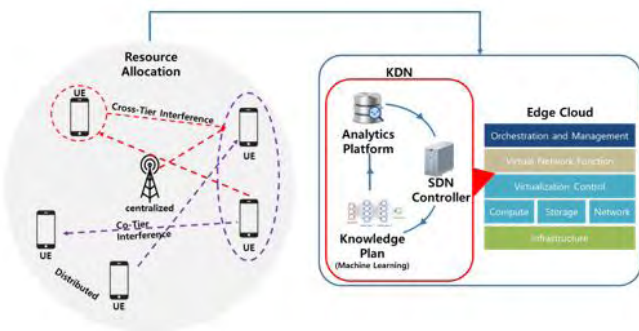 Resource
Allocation
UE
Cross-Tier Interference
UE
centralized
UE
Co-Tier
Interference
UE
Distributed
UE
KDN
Analytics
Platform
SDN
Controller
Knowledge
Plan
(Machine Learning)
Edge Cloud
Orchestration and Management
Virtual Network Function
Virtualization Control
Compute Storage Network
Infrastructure